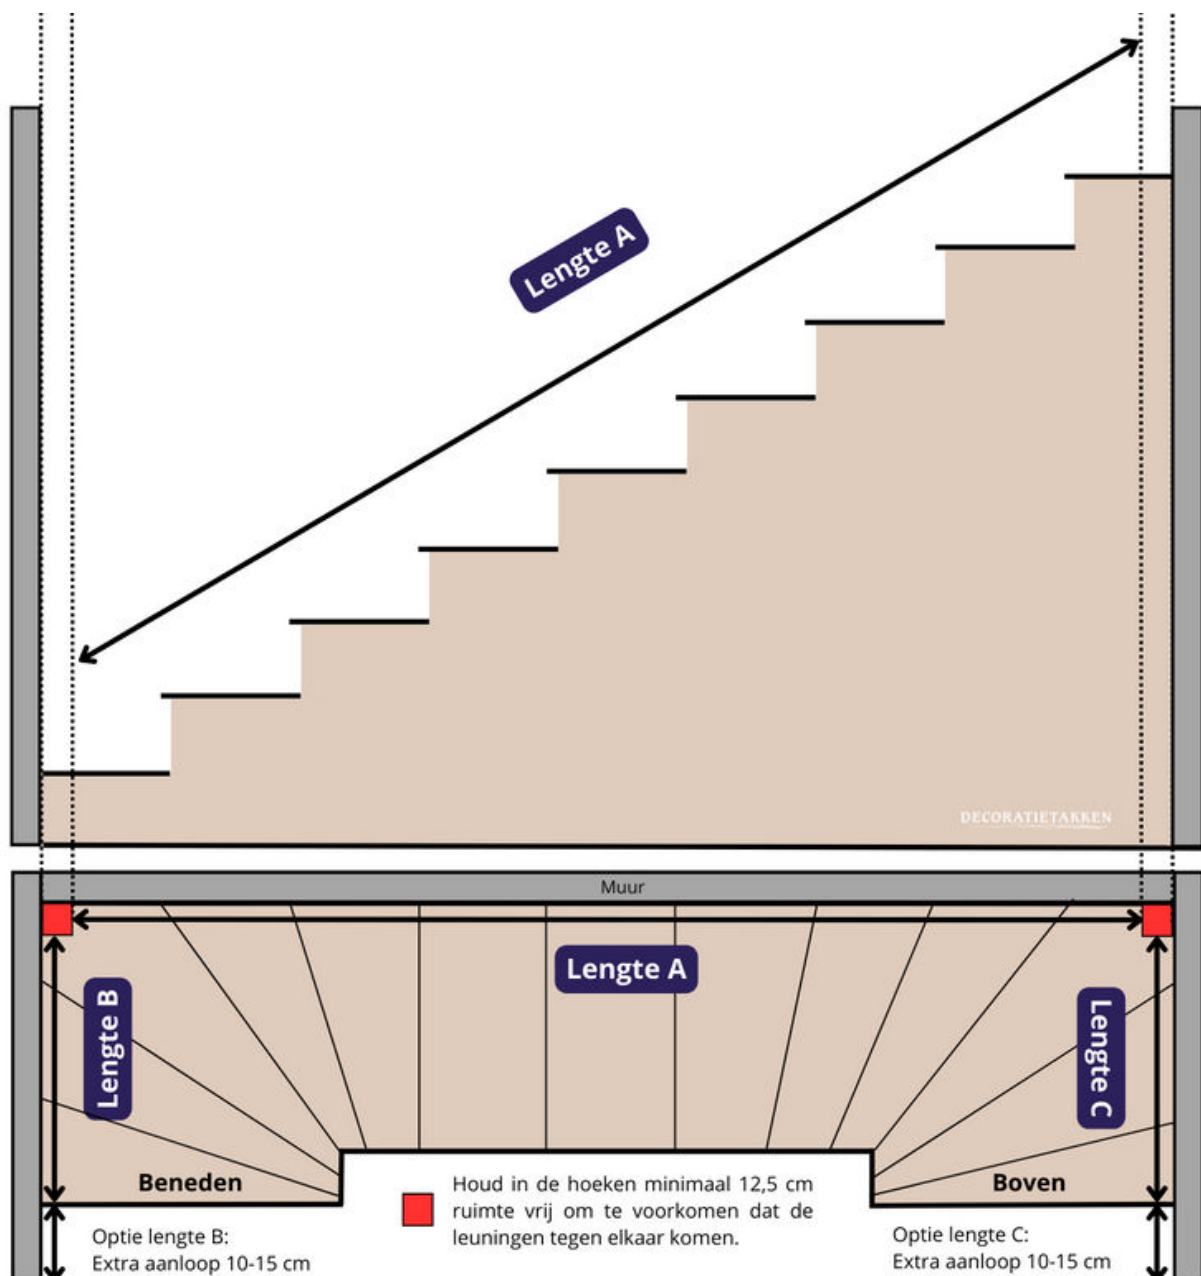 Lengte A
DECORATIETAKKEN
Muur
Lengte A
Lengte B
Lengte C
Beneden
Boven
Houd in de hoeken minimaal 12,5 cm
ruimte vrij om te voorkomen dat de
leuningen tegen elkaar komen.
Optie lengte B:
Extra aanloop 10-15 cm
Optie lengte C:
Extra aanloop 10-15 cm